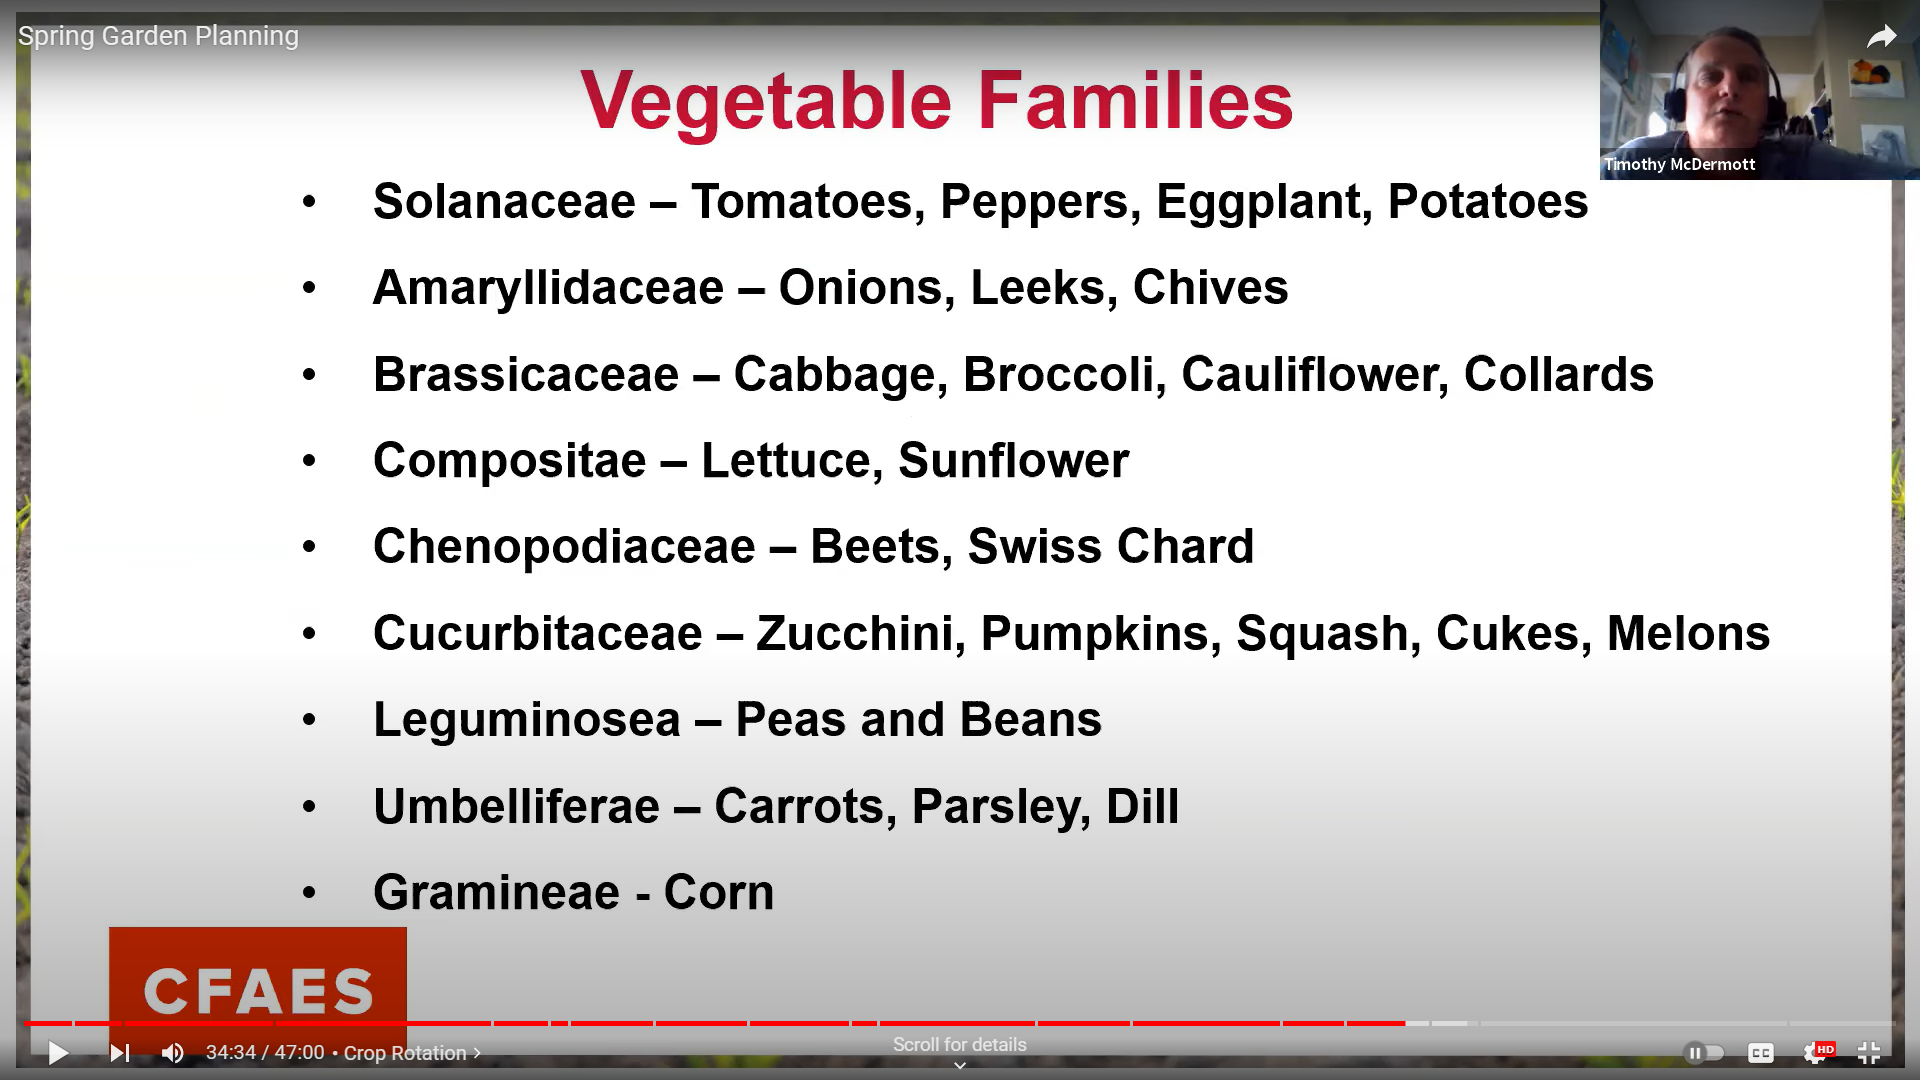 Spring Garden Planning
Vegetable Families
Timothy McDermott
• Solanaceae – Tomatoes, Peppers, Eggplant, Potatoes
• Amaryllidaceae – Onions, Leeks, Chives
• Brassicaceae – Cabbage, Broccoli, Cauliflower, Collards
• Compositae – Lettuce, Sunflower
• Chenopodiaceae – Beets, Swiss Chard
• Cucurbitaceae – Zucchini, Pumpkins, Squash, Cukes, Melons
• Leguminosea – Peas and Beans
• Umbelliferae – Carrots, Parsley, Dill
• Gramineae - Corn
CFAES
34:34 / 47:00 • Crop Rotation
Scroll for details
CC
HD